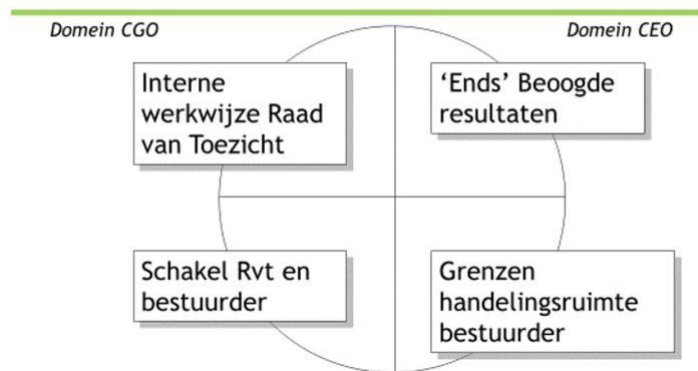 Domein CGO
Domein CEO
Interne
werkwijze Raad
van Toezicht
‘Ends’ Beoogde
resultaten
Schakel Rvt en
bestuurder
Grenzen
handelingsruimte
bestuurder